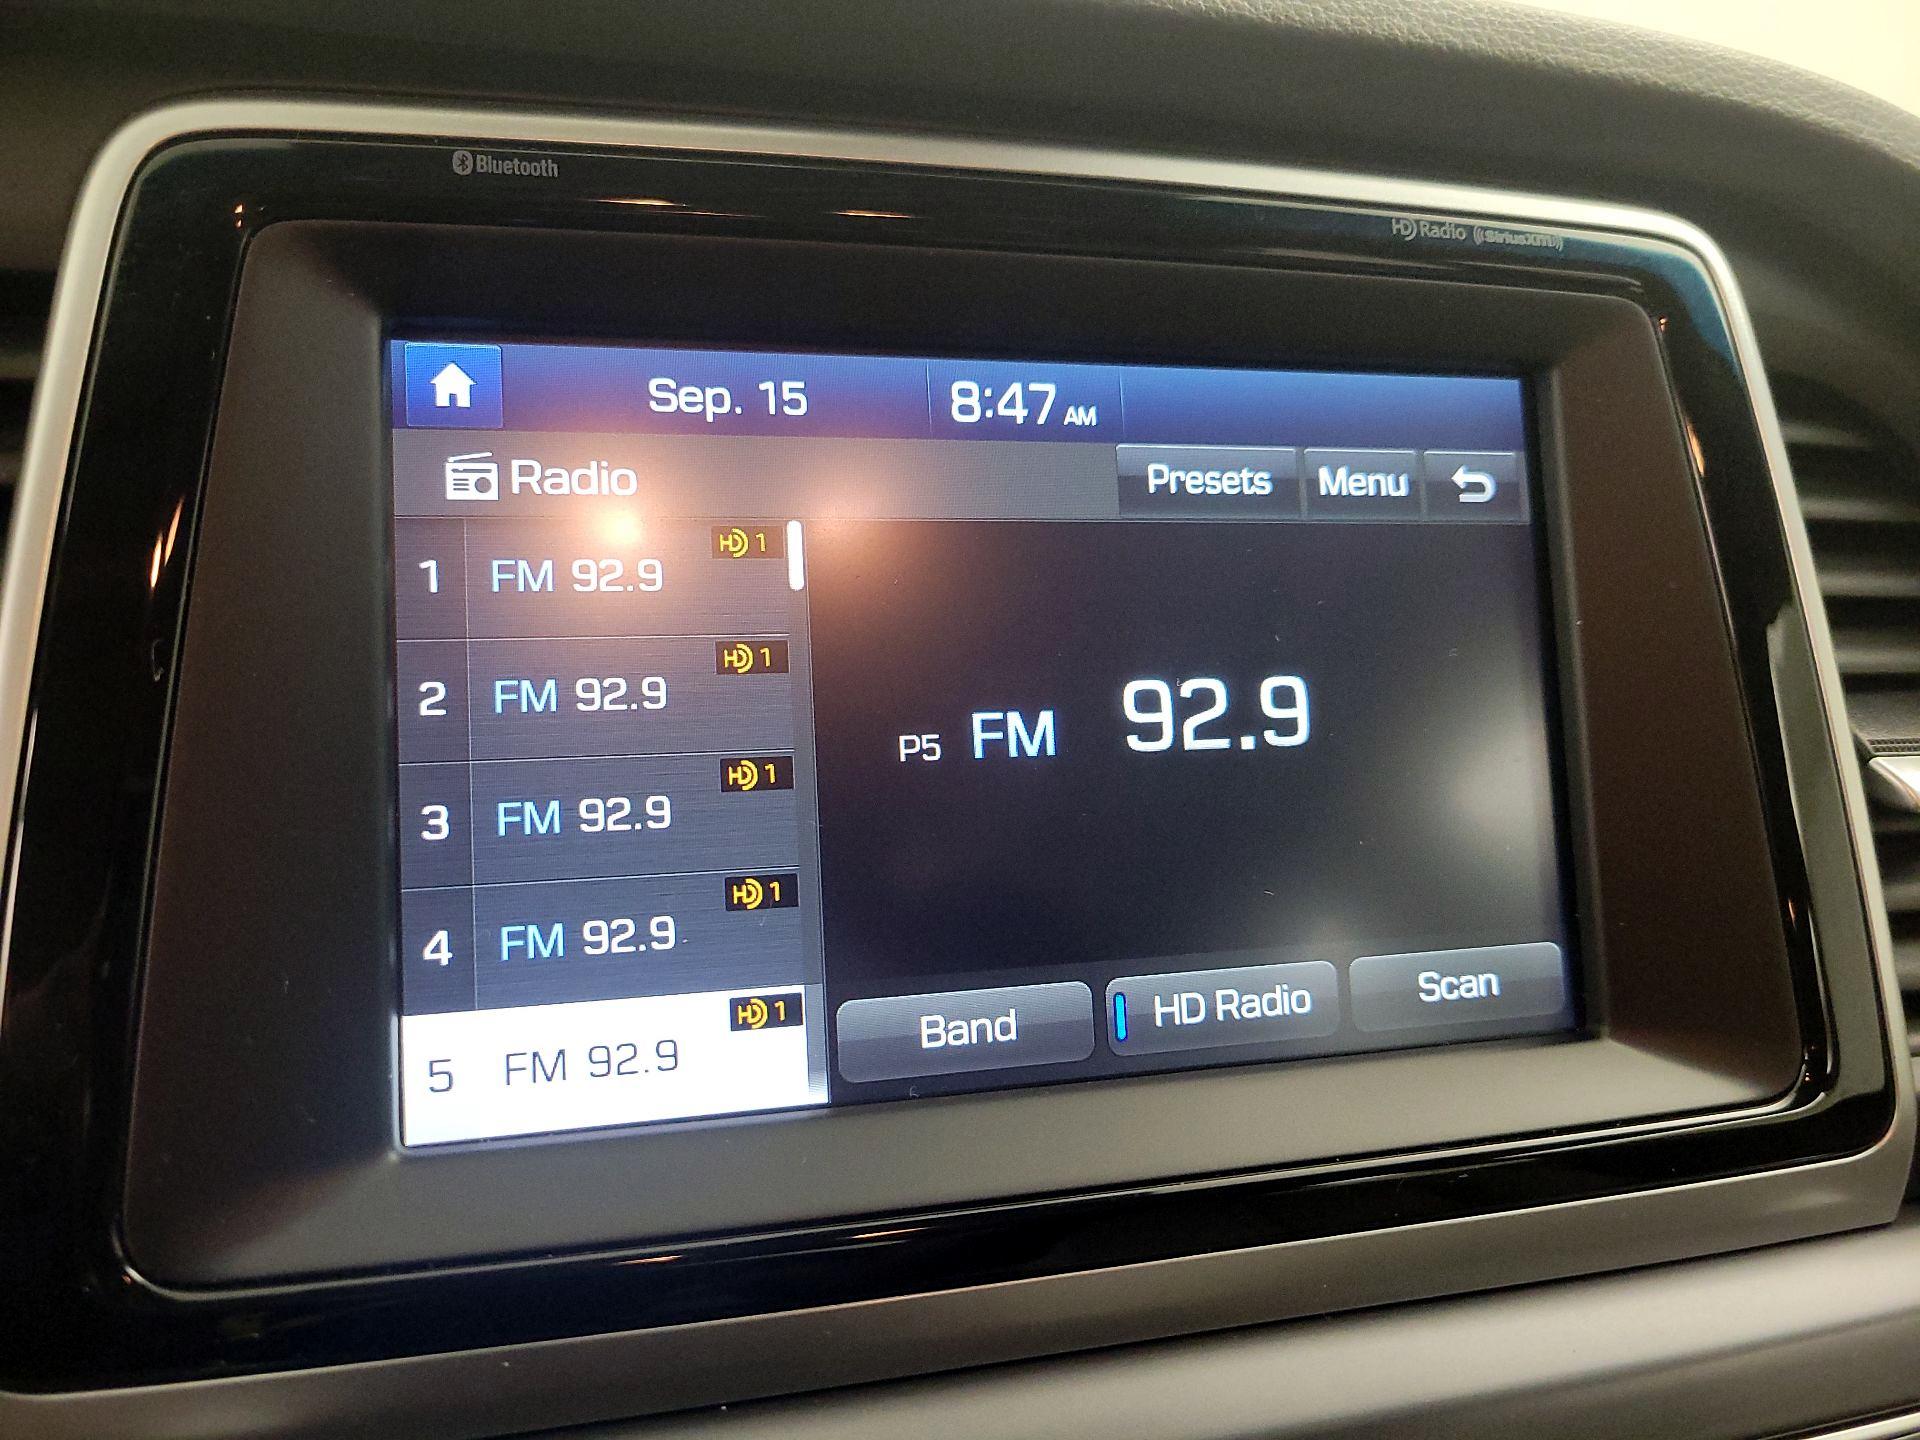 Bluetooth
HD Radio SiriusXM
Sep. 15 8:47 AM
Radio Presets Menu
1 FM 92.9 HD 1
2 FM 92.9 HD 1
3 FM 92.9 HD 1
4 FM 92.9 HD 1
5 FM 92.9 HD 1
P5 FM 92.9
Band HD Radio Scan